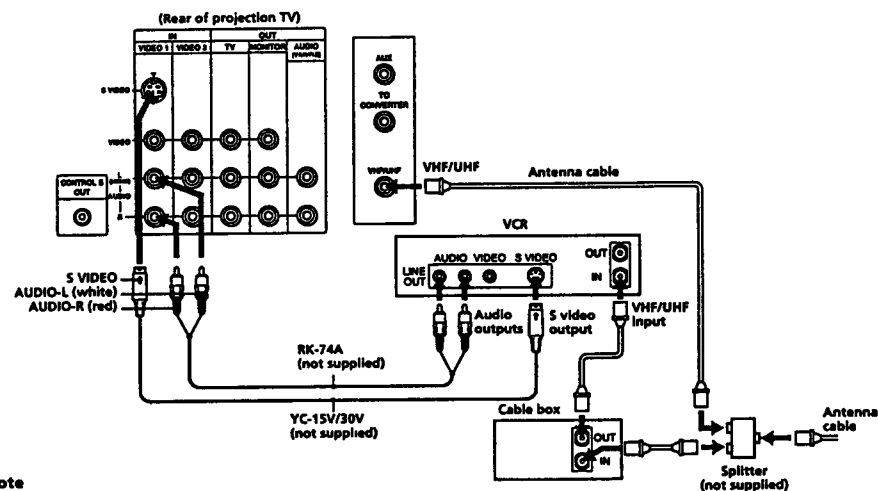 (Rear of projection TV)
IN OUT
VIDEO 1 VIDEO 3 TV MONITOR AUDIO
S VIDEO
VIDEO
L
AUDIO
R
CONTROL S
OUT
AUX
TO
CONVERTER
VHF/UHF
VHF/UHF
Antenna cable
VCR
AUDIO VIDEO S VIDEO
LINE
OUT
OUT
IN
S VIDEO
AUDIO-L (white)
AUDIO-R (red)
Audio
outputs
S video
output
VHF/UHF
input
RK-74A
(not supplied)
YC-15V/30V
(not supplied)
Cable box
OUT
IN
Antenna
cable
Splitter
(not supplied)
ote